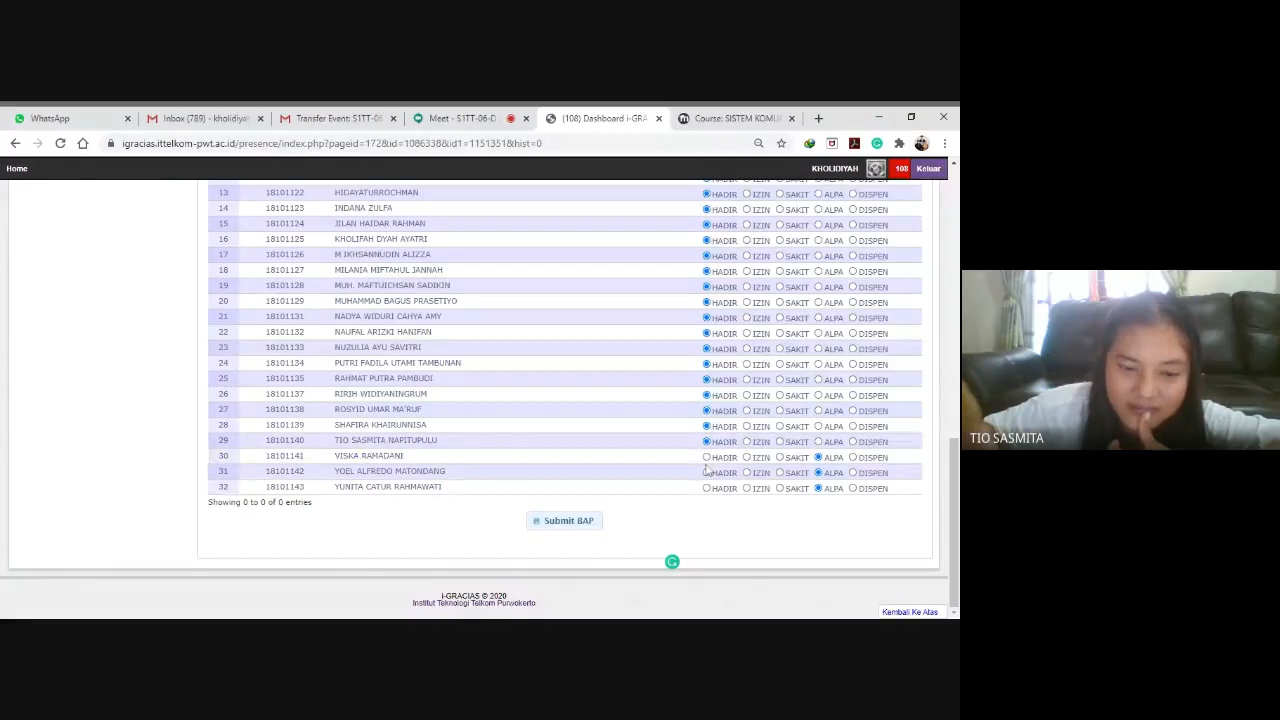 WhatsApp
Inbox (789) - kholidiyah
Transfer Event: S1TT-06-
Meet - S1TT-06-D
(108) Dashboard i-GRA
Course: SISTEM KOMU
igracias.ittelkom-pwt.ac.id/presence/index.php?pageid=172&id=1086338&id1=1151351&hist=0
Home KHOLIDIYAH 108 Keluar
13 18101122 HIDAYATURROCHMAN HADIR IZIN SAKIT ALPA DISPEN
14 18101123 INDANA ZULFA HADIR IZIN SAKIT ALPA DISPEN
15 18101124 JILAN HAIDAR RAHMAN HADIR IZIN SAKIT ALPA DISPEN
16 18101125 KHOLIFAH DYAH AYATRI HADIR IZIN SAKIT ALPA DISPEN
17 18101126 M IKHSANNUDIN ALIZZA HADIR IZIN SAKIT ALPA DISPEN
18 18101127 MILANIA MIFTAHUL JANNAH HADIR IZIN SAKIT ALPA DISPEN
19 18101128 MUH. MAFTUICHSAN SADIKIN HADIR IZIN SAKIT ALPA DISPEN
20 18101129 MUHAMMAD BAGUS PRASETIYO HADIR IZIN SAKIT ALPA DISPEN
21 18101131 NADYA WIDURI CAHYA AMY HADIR IZIN SAKIT ALPA DISPEN
22 18101132 NAUFAL ARIZKI HANIFAN HADIR IZIN SAKIT ALPA DISPEN
23 18101133 NUZULIA AYU SAVITRI HADIR IZIN SAKIT ALPA DISPEN
24 18101134 PUTRI FADILA UTAMI TAMBUNAN HADIR IZIN SAKIT ALPA DISPEN
25 18101135 RAHMAT PUTRA PAMBUDI HADIR IZIN SAKIT ALPA DISPEN
26 18101137 RIRIH WIDIYANINGRUM HADIR IZIN SAKIT ALPA DISPEN
27 18101138 ROSYID UMAR MA'RUF HADIR IZIN SAKIT ALPA DISPEN
28 18101139 SHAFIRA KHAIRUNNISA HADIR IZIN SAKIT ALPA DISPEN
29 18101140 TIO SASMITA NAPITUPULU HADIR IZIN SAKIT ALPA DISPEN
30 18101141 VISKA RAMADANI HADIR IZIN SAKIT ALPA DISPEN
31 18101142 YOEL ALFREDO MATONDANG HADIR IZIN SAKIT ALPA DISPEN
32 18101143 YUNITA CATUR RAHMAWATI HADIR IZIN SAKIT ALPA DISPEN
Showing 0 to 0 of 0 entries
Submit BAP
i-GRACIAS © 2020
Institut Teknologi Telkom Purwokerto
Kembali Ke Atas
TIO SASMITA